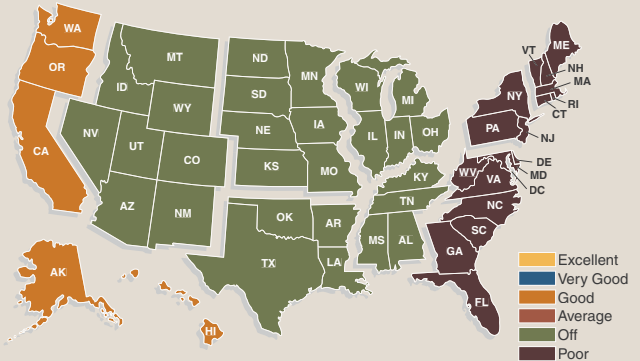 WA
OR
CA
AK
HI
MT
ID
WY
NV
UT
CO
AZ
NM
ND
SD
NE
KS
MN
IA
MO
OK
TX
AR
LA
WI
MI
IL
IN
OH
KY
TN
MS
AL
VT
ME
NH
MA
RI
CT
NY
PA
NJ
DE
MD
DC
WV
VA
NC
SC
GA
FL
Excellent
Very Good
Good
Average
Off
Poor